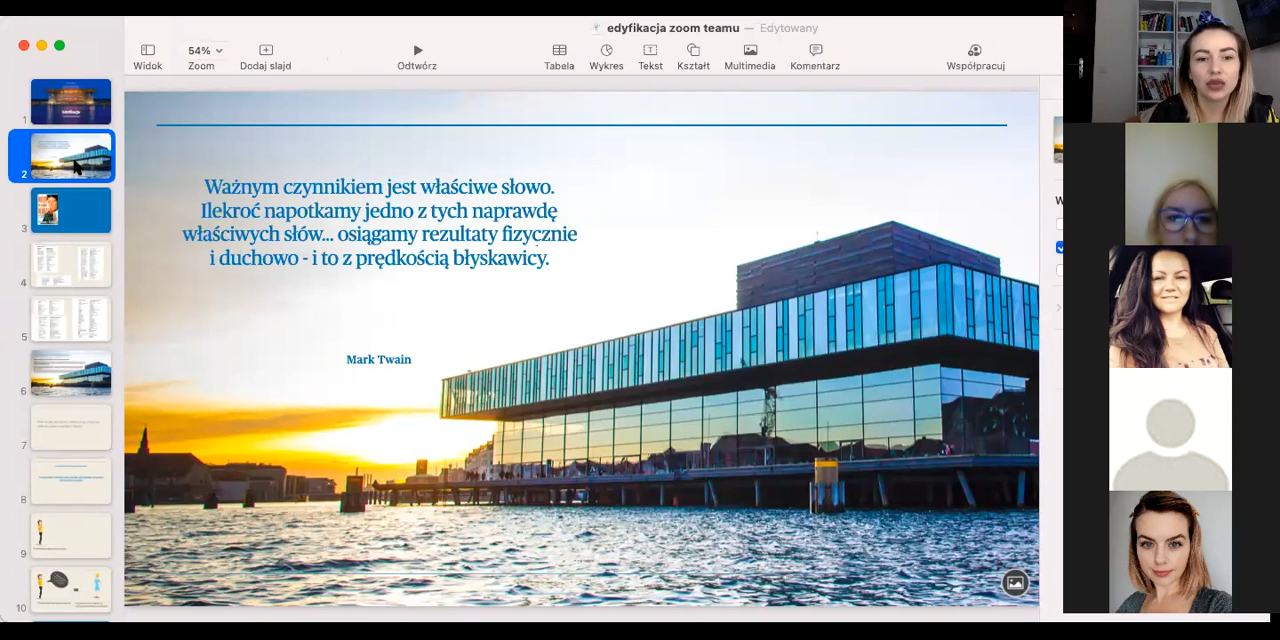 edyfikacja zoom teamu — Edytowany
54%
Widok
Zoom
Dodaj slajd
Odtwórz
Tabela
Wykres
Tekst
Kształt
Multimedia
Komentarz
Współpracuj
1
2
3
4
5
6
7
8
9
10
Ważnym czynnikiem jest właściwe słowo.
Ilekroć napotkamy jedno z tych naprawdę
właściwych słów... osiągamy rezultaty fizycznie
i duchowo - i to z prędkością błyskawicy.
Mark Twain
W